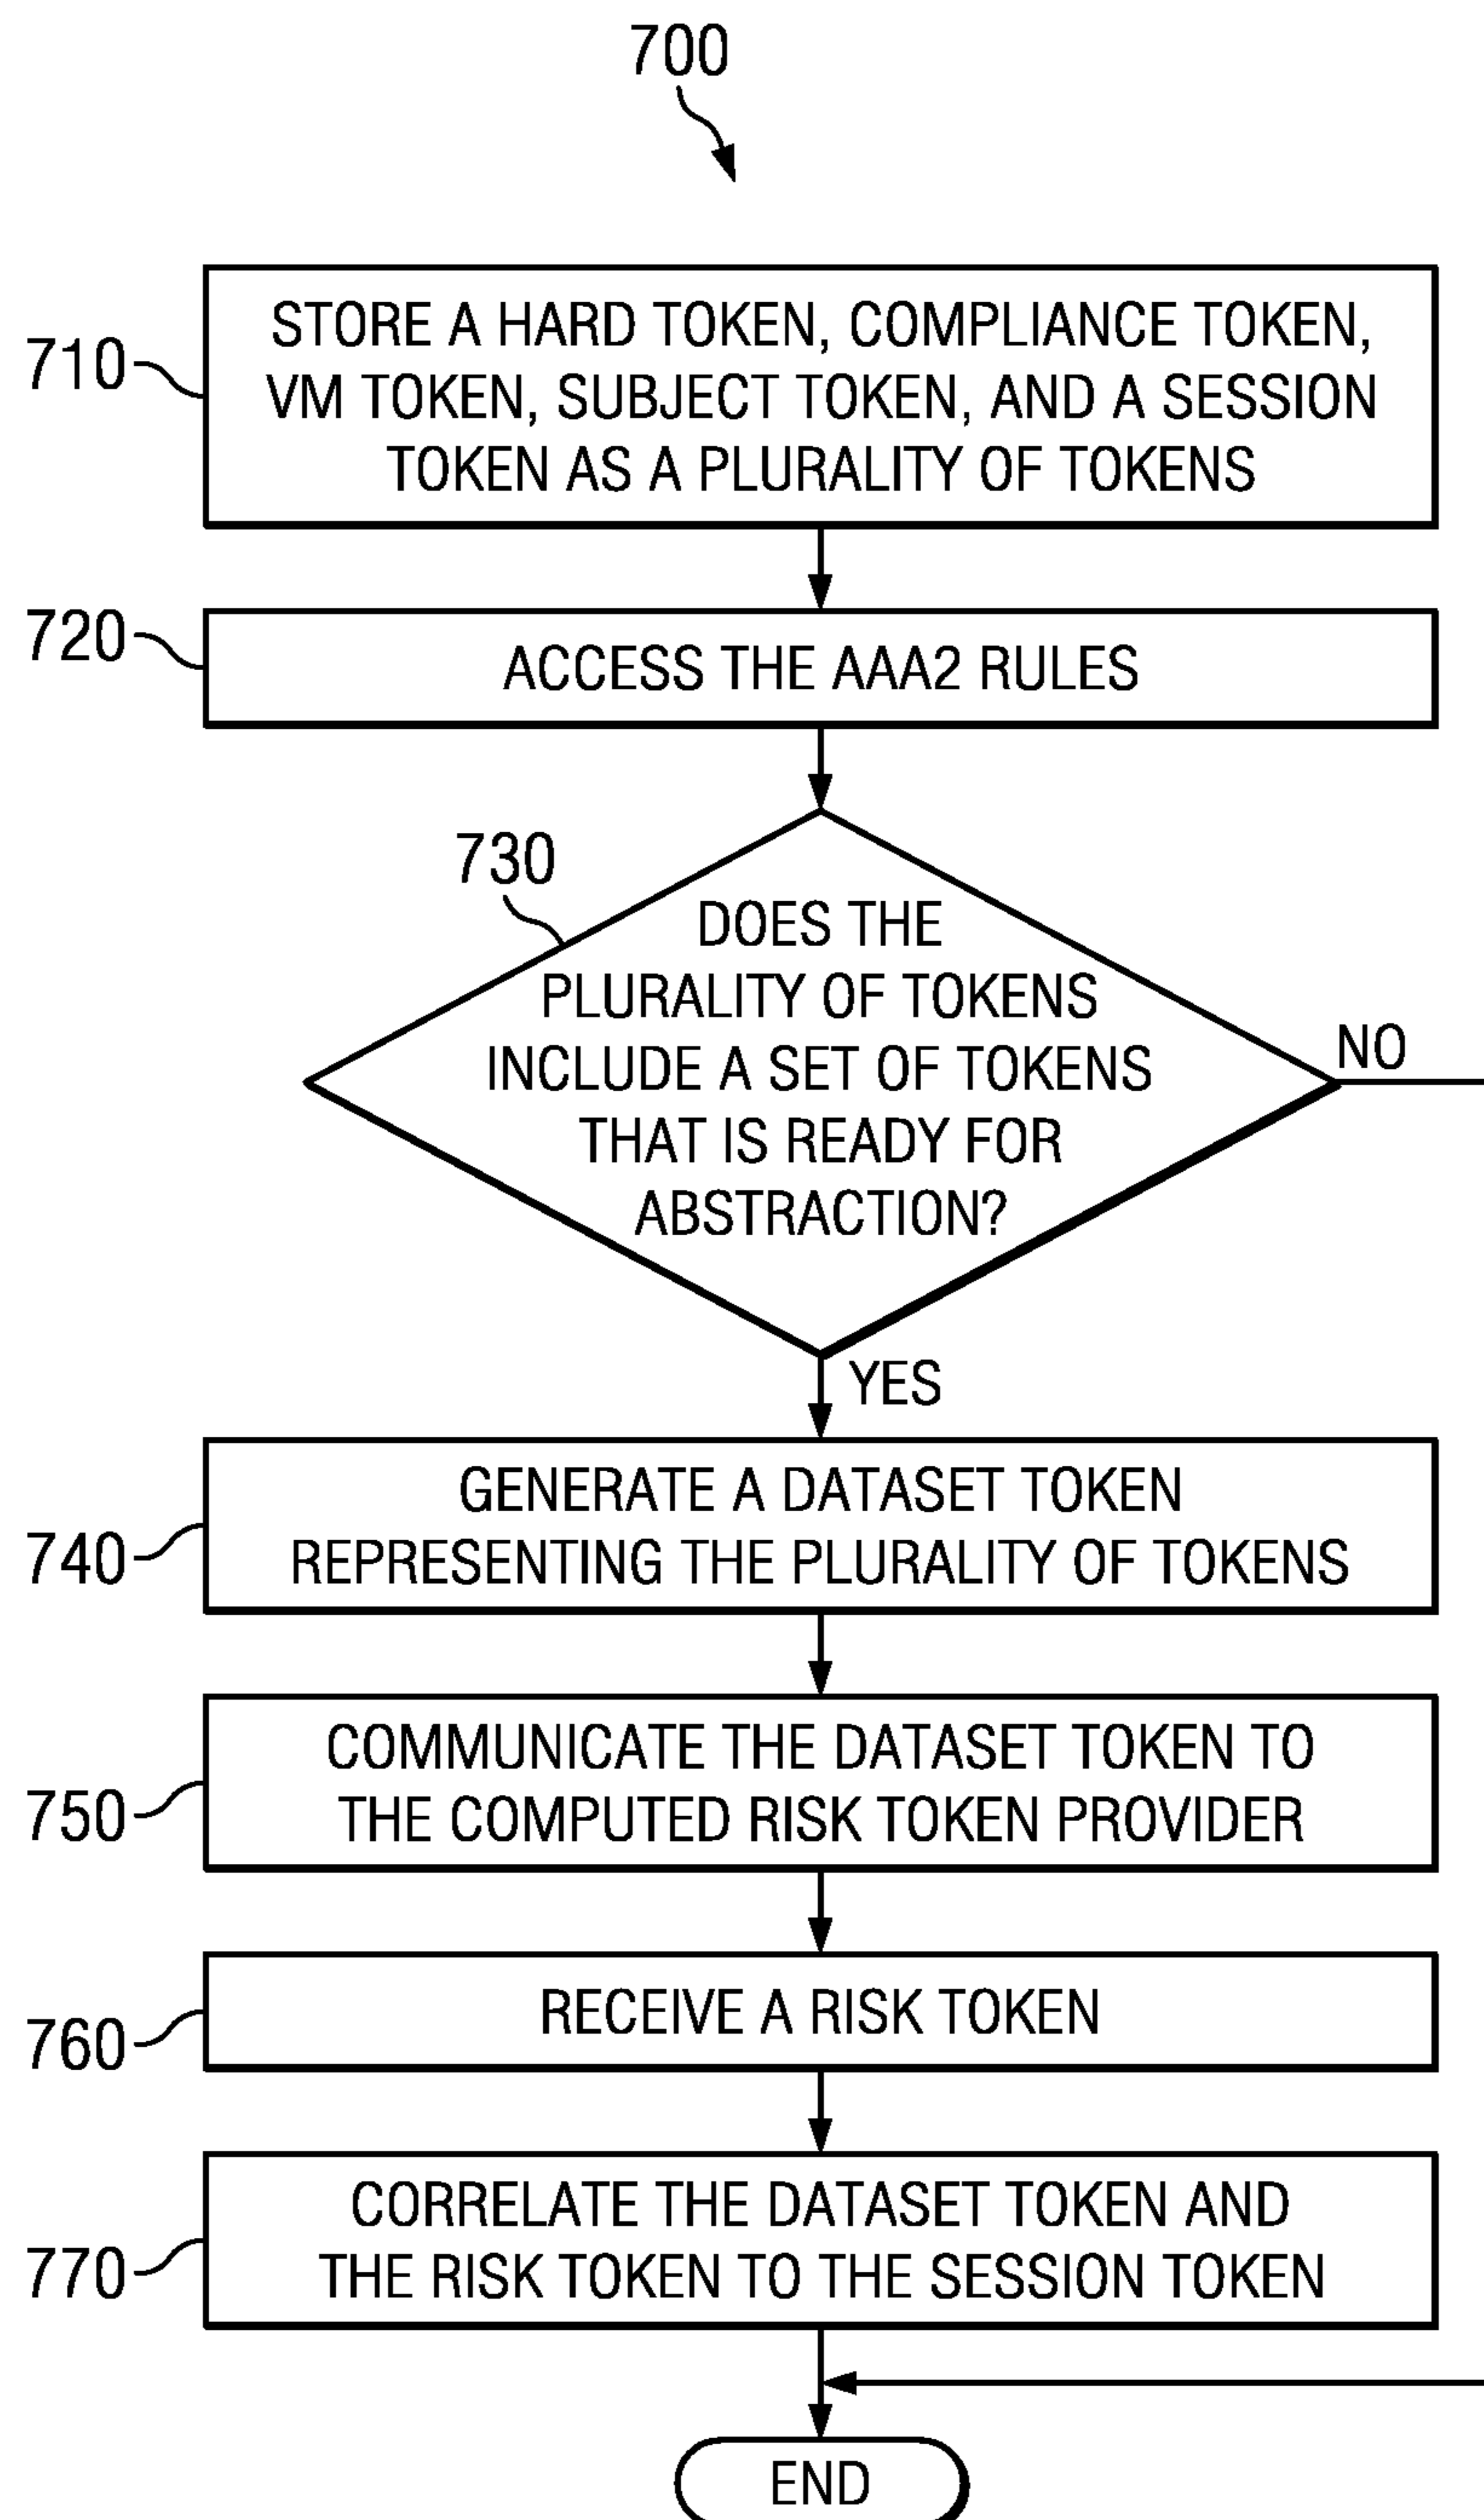 700
710
STORE A HARD TOKEN, COMPLIANCE TOKEN,
VM TOKEN, SUBJECT TOKEN, AND A SESSION
TOKEN AS A PLURALITY OF TOKENS
720
ACCESS THE AAA2 RULES
730
DOES THE
PLURALITY OF TOKENS
INCLUDE A SET OF TOKENS
THAT IS READY FOR
ABSTRACTION?
NO
YES
740
GENERATE A DATASET TOKEN
REPRESENTING THE PLURALITY OF TOKENS
750
COMMUNICATE THE DATASET TOKEN TO
THE COMPUTED RISK TOKEN PROVIDER
760
RECEIVE A RISK TOKEN
770
CORRELATE THE DATASET TOKEN AND
THE RISK TOKEN TO THE SESSION TOKEN
END